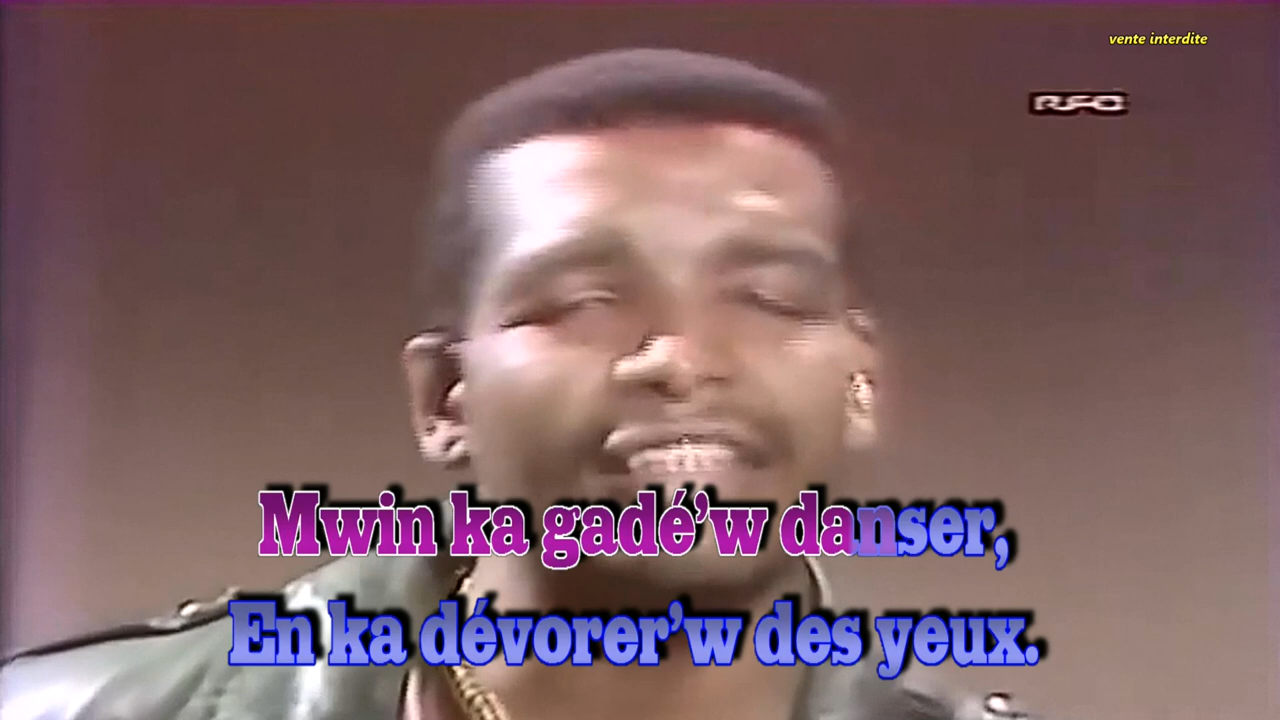 vente interdite
RFO
Mwin ka gadé’w danser,
En ka dévorer’w des yeux.